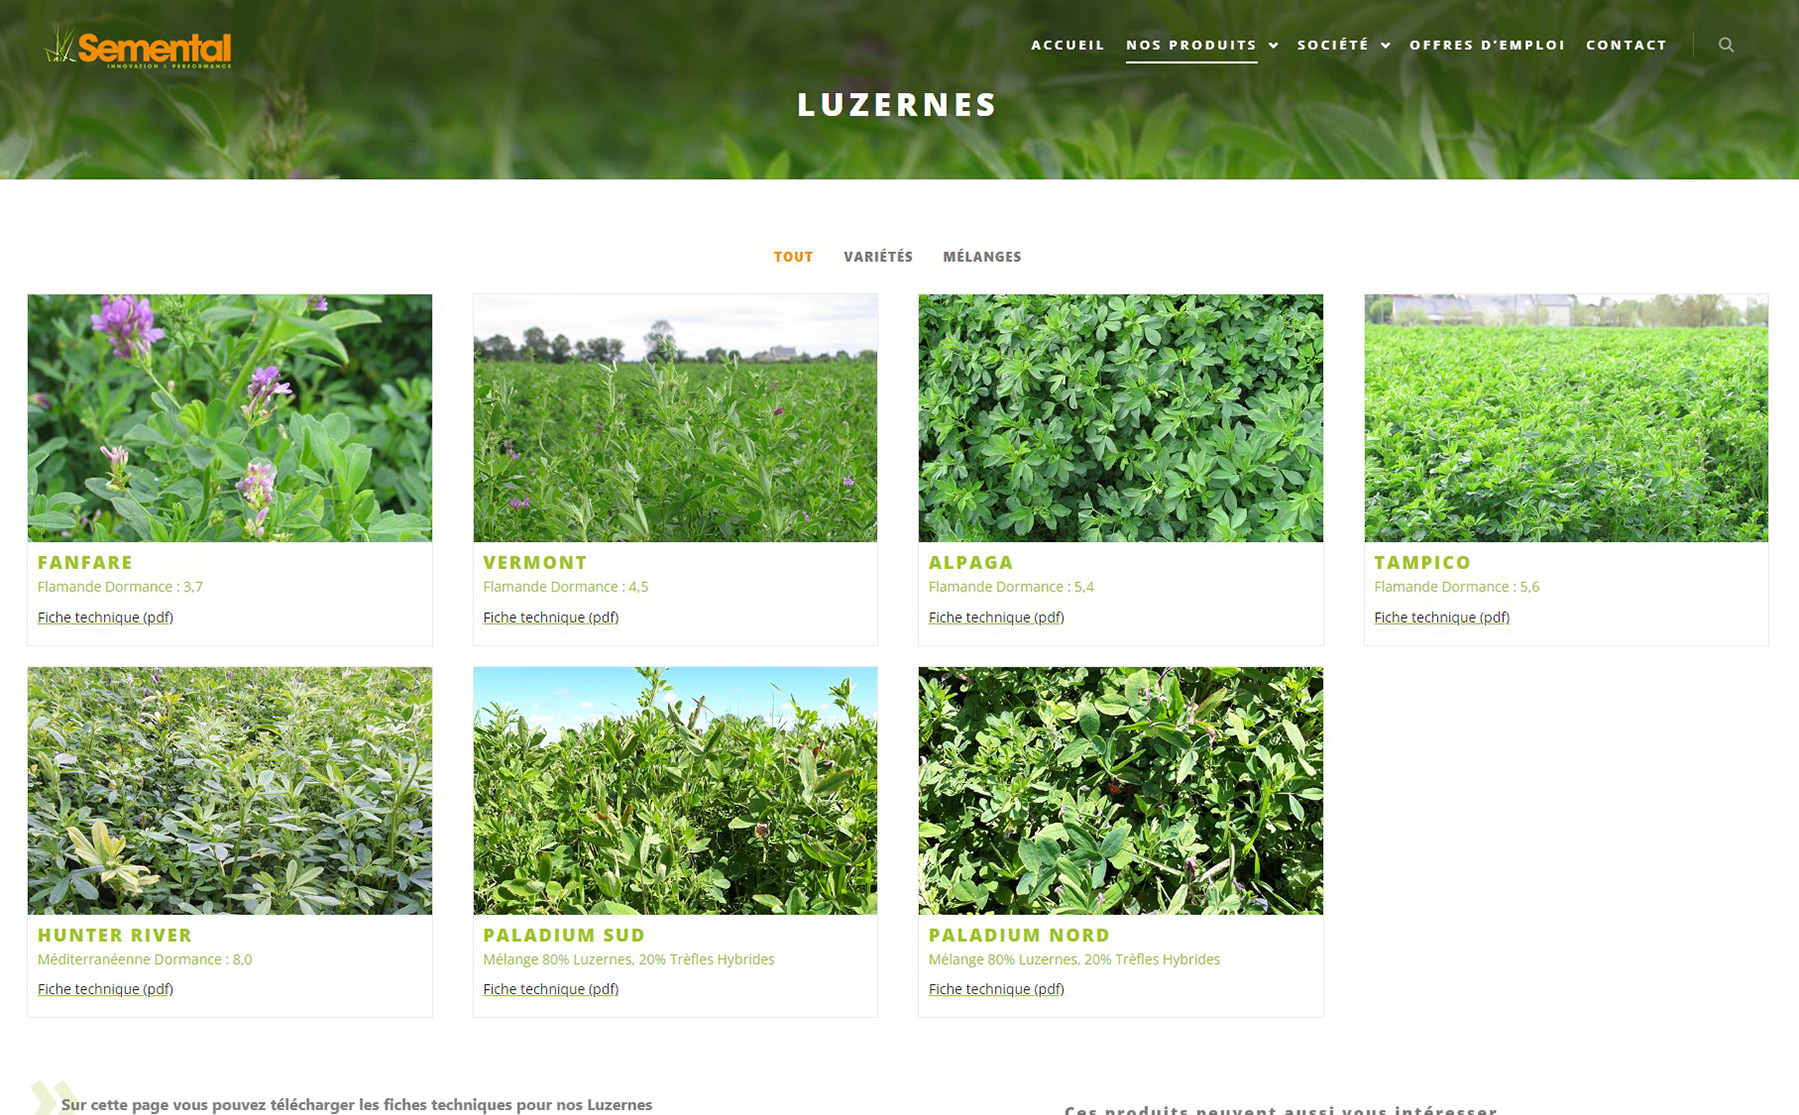 Semental
INNOVATION & PERFORMANCE
ACCUEIL NOS PRODUITS SOCIÉTÉ OFFRES D'EMPLOI CONTACT
LUZERNES
TOUT VARIÉTÉS MÉLANGES
FANFARE
Flamande Dormance : 3,7
Fiche technique (pdf)
VERMONT
Flamande Dormance : 4,5
Fiche technique (pdf)
ALPAGA
Flamande Dormance : 5,4
Fiche technique (pdf)
TAMPICO
Flamande Dormance : 5,6
Fiche technique (pdf)
HUNTER RIVER
Méditerranéenne Dormance : 8,0
Fiche technique (pdf)
PALADIUM SUD
Mélange 80% Luzernes, 20% Trèfles Hybrides
Fiche technique (pdf)
PALADIUM NORD
Mélange 80% Luzernes, 20% Trèfles Hybrides
Fiche technique (pdf)
Sur cette page vous pouvez télécharger les fiches techniques pour nos Luzernes
Ces produits peuvent aussi vous intéresser